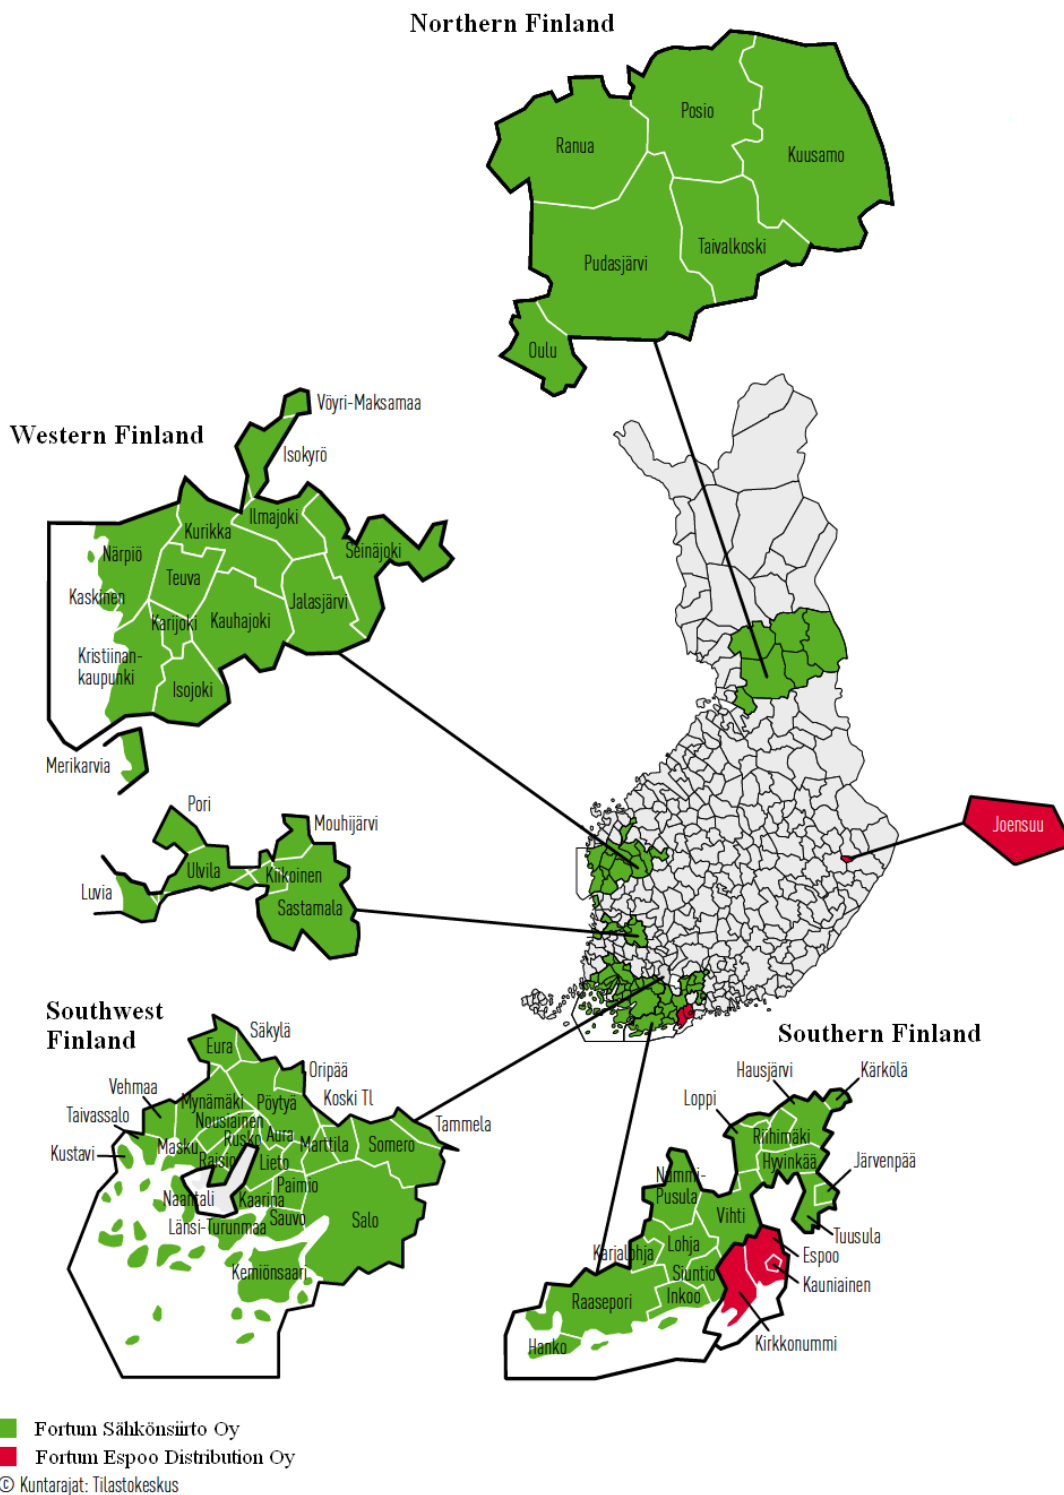 Northern Finland
Posio
Ranua
Kuusamo
Taivalkoski
Pudasjärvi
Oulu
Western Finland
Vöyri-Maksamaa
Isokyrö
Ilmajoki
Kurikka
Seinäjoki
Närpiö
Teuva
Kaskinen
Jalasjärvi
Karijoki
Kauhajoki
Kristiinan-
kaupunki
Isojoki
Merikarvia
Pori
Mouhijärvi
Ulvila
Kiikoinen
Luvia
Sastamala
Joensuu
Southwest
Finland
Säkylä
Eura
Oripää
Vehmaa
Mynämäki
Pöytyä
Koski Tl
Taivassalo
Nousiainen
Tammela
Rusko
Aura
Masku
Marttila
Somero
Kustavi
Raisio
Lieto
Paimio
Naantali
Kaarina
Sauvo
Salo
Länsi-Turunmaa
Kemiönsaari
Southern Finland
Hausjärvi
Kärkölä
Loppi
Riihimäki
Hyvinkää
Järvenpää
Nummi-
Pusula
Vihti
Tuusula
Karjalohja
Lohja
Espoo
Siuntio
Kauniainen
Inkoo
Raasepori
Hanko
Kirkkonummi
Fortum Sähkönsiirto Oy
Fortum Espoo Distribution Oy
© Kuntarajat: Tilastokeskus